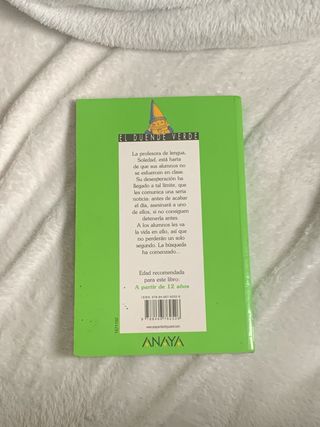 EL DUENDE VERDE
La profesora de lengua,
Soledad, está harta
de que sus alumnos no
se esfuercen en clase.
Su desesperación ha
llegado a tal límite, que
les comunica una seria
noticia: antes de acabar
el día, asesinará a uno
de ellos, si no consiguen
detenerla antes.
A los alumnos les va
la vida en ello, así que
no perderán un solo
segundo. La búsqueda
ha comenzado...
Edad recomendada
para este libro:
A partir de 12 años
ANAYA